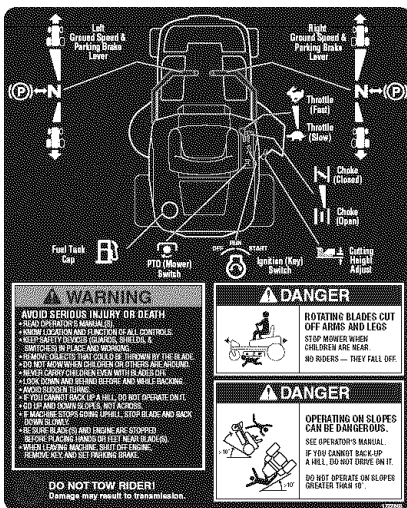 Left
Ground Speed &
Parking Brake
Lever
Right
Ground Speed &
Parking Brake
Lever
(P) N
N (P)
Throttle
(Fast)
Throttle
(Slow)
Choke
(Closed)
Choke
(Open)
Fuel Tank
Cap
PTO (Mower)
Switch
OFF RUN START
Ignition (Key)
Switch
Cutting
Height
Adjust
WARNING
AVOID SERIOUS INJURY OR DEATH
• READ OPERATOR'S MANUAL(S).
• KNOW LOCATION AND FUNCTION OF ALL CONTROLS.
• KEEP SAFETY DEVICES (GUARDS, SHIELDS, &
SWITCHES) IN PLACE AND WORKING.
• REMOVE OBJECTS THAT COULD BE THROWN BY THE BLADE.
• DO NOT MOW WHEN CHILDREN OR OTHERS ARE AROUND.
• NEVER CARRY CHILDREN EVEN WITH BLADES OFF.
• LOOK DOWN AND BEHIND BEFORE AND WHILE BACKING.
• AVOID SUDDEN TURNS.
• IF YOU CANNOT BACK UP A HILL, DO NOT OPERATE ON IT.
• GO UP AND DOWN SLOPES, NOT ACROSS.
• IF MACHINE STOPS GOING UPHILL, STOP BLADE AND BACK
DOWN SLOWLY.
• BE SURE BLADE(S) AND ENGINE ARE STOPPED
BEFORE PLACING HANDS OR FEET NEAR BLADE(S).
• WHEN LEAVING MACHINE, SHUT OFF ENGINE,
REMOVE KEY, AND SET PARKING BRAKE.
DO NOT TOW RIDER!
Damage may result to transmission.
DANGER
ROTATING BLADES CUT
OFF ARMS AND LEGS
STOP MOWER WHEN
CHILDREN ARE NEAR.
NO RIDERS — THEY FALL OFF.
DANGER
OPERATING ON SLOPES
CAN BE DANGEROUS.
SEE OPERATOR'S MANUAL.
IF YOU CANNOT BACK-UP
A HILL, DO NOT DRIVE ON IT.
DO NOT OPERATE ON SLOPES
GREATER THAN 10°.
>10°
>10°